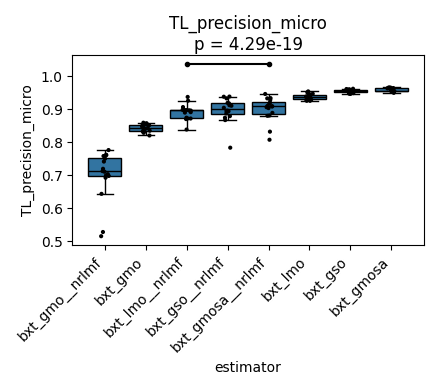 TL_precision_micro
p = 4.29e-19
TL_precision_micro
1.0
0.9
0.8
0.7
0.6
0.5
bxt_gmo__nrlmf
bxt_gmo
bxt_lmo__nrlmf
bxt_gso__nrlmf
bxt_gmosa__nrlmf
bxt_lmo
bxt_gso
bxt_gmosa
estimator